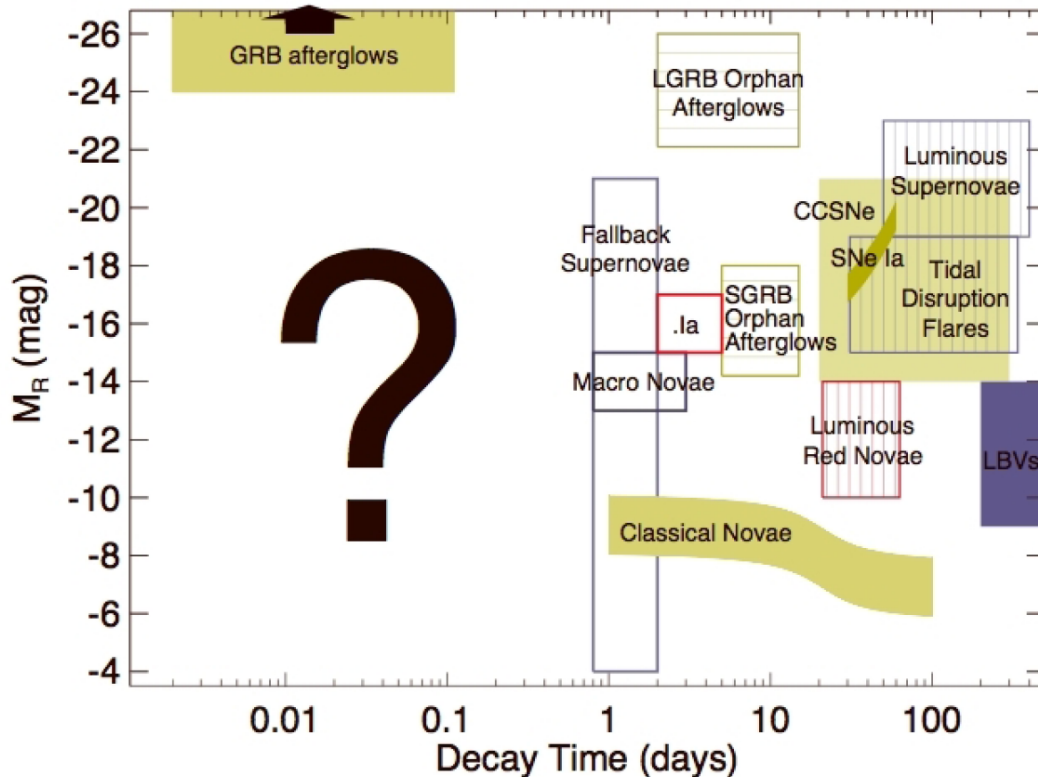 -26
-24
-22
-20
-18
-16
-14
-12
-10
-8
-6
-4
M_R (mag)
GRB afterglows
LGRB Orphan
Afterglows
Luminous
Supernovae
CCSNe
Fallback
Supernovae
SNe Ia
Tidal
Disruption
Flares
.Ia
SGRB
Orphan
Afterglows
Macro Novae
Luminous
Red Novae
LBVs
Classical Novae
?
0.01 0.1 1 10 100
Decay Time (days)